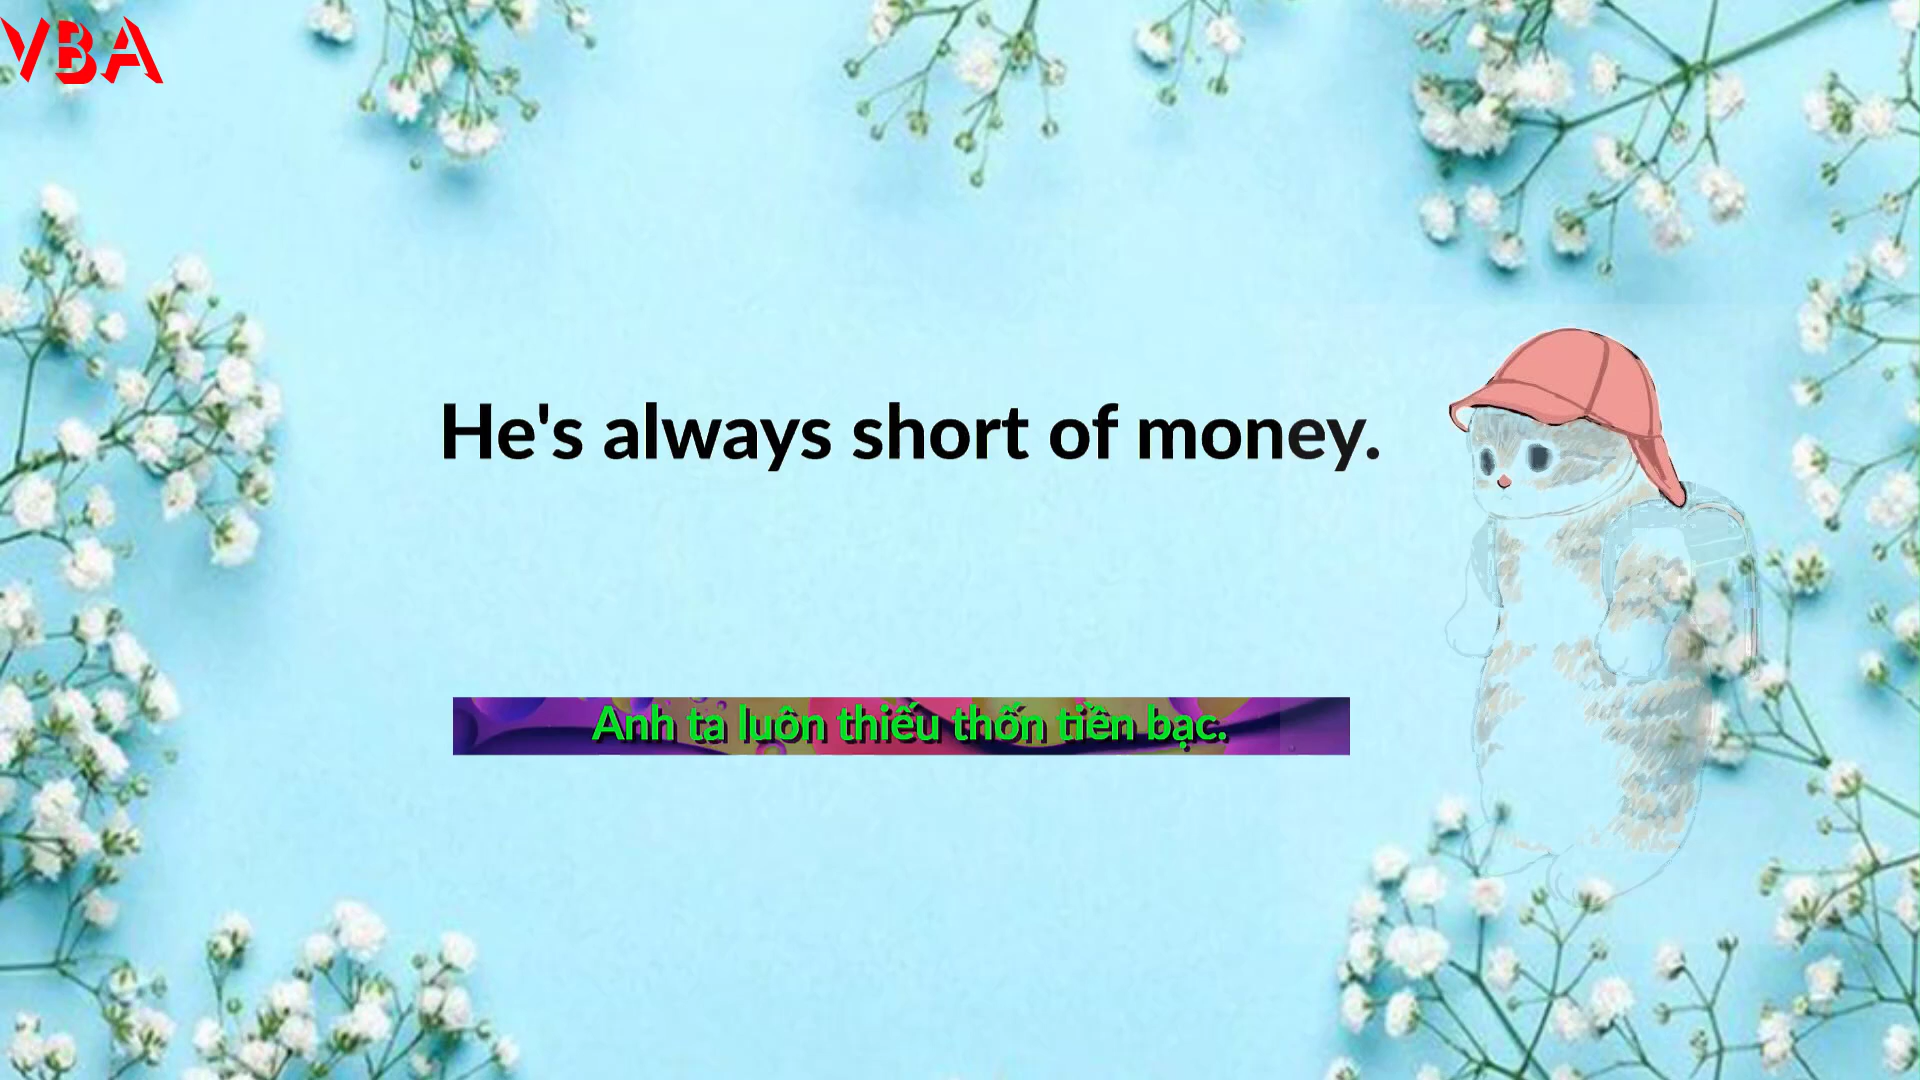 VBA
He's always short of money.
Anh ta luôn thiếu thốn tiền bạc.